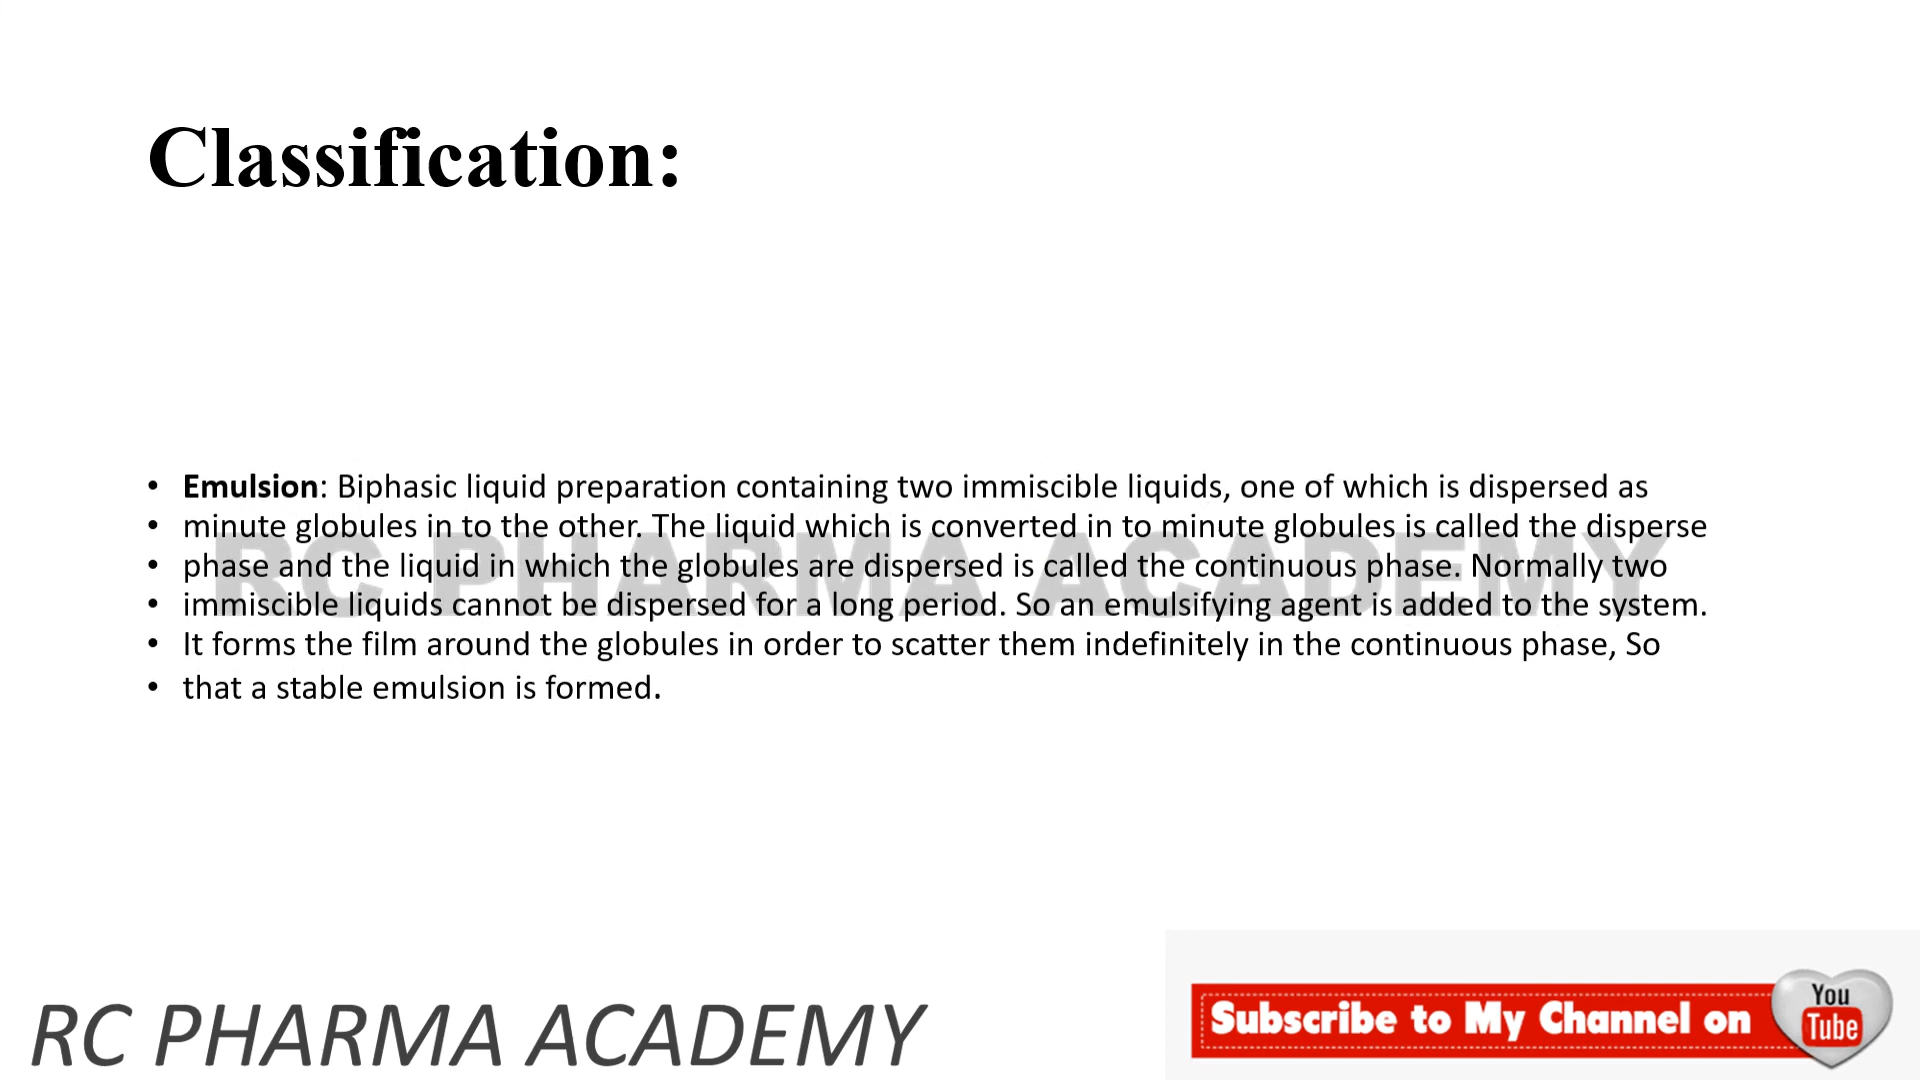 Classification:
• Emulsion: Biphasic liquid preparation containing two immiscible liquids, one of which is dispersed as
• minute globules in to the other. The liquid which is converted in to minute globules is called the disperse
• phase and the liquid in which the globules are dispersed is called the continuous phase. Normally two
• immiscible liquids cannot be dispersed for a long period. So an emulsifying agent is added to the system.
• It forms the film around the globules in order to scatter them indefinitely in the continuous phase, So
• that a stable emulsion is formed.
RC PHARMA ACADEMY
RC PHARMA ACADEMY
Subscribe to My Channel on
You
Tube